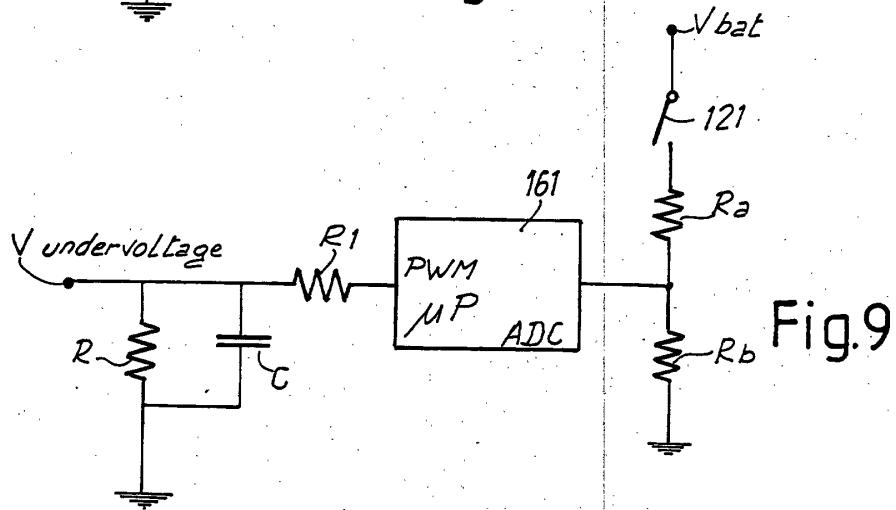 Vbat
121
161
Ra
V undervoltage
R1
PWM
μP
ADC
R
C
Rb
Fig.9